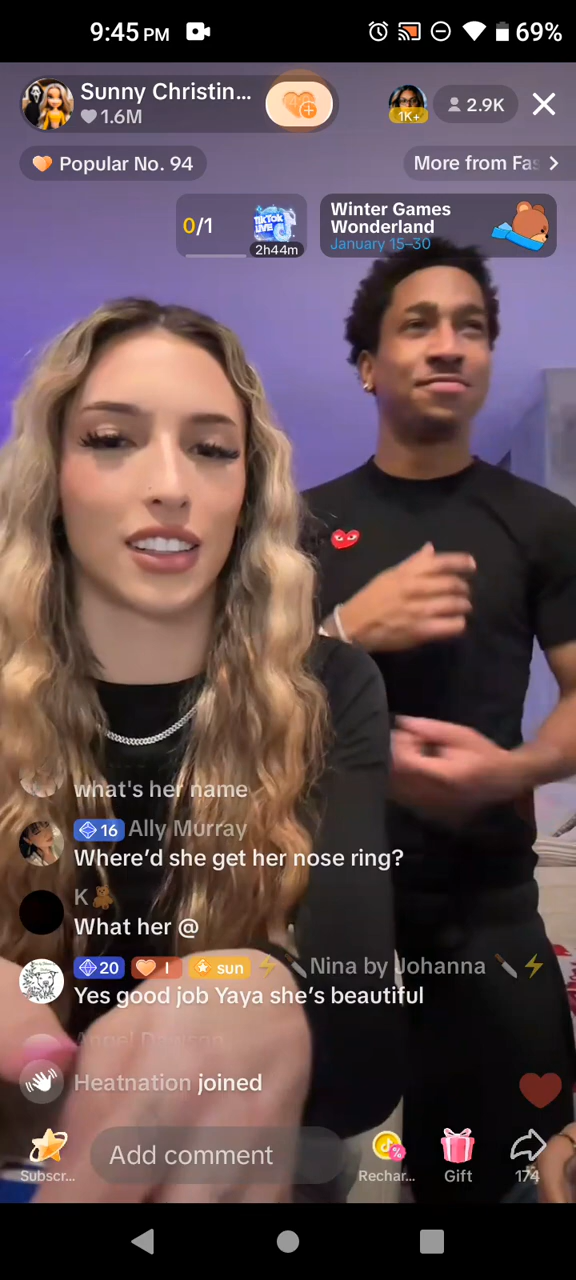 9:45 PM
69%
Sunny Christin...
1.6M
1K+
2.9K
Popular No. 94
More from Fas
0/1
TikTok LIVE
2h44m
Winter Games
Wonderland
January 15–30
what's her name
16 Ally Murray
Where'd she get her nose ring?
K
What her @
20 I sun Nina by Johanna
Yes good job Yaya she's beautiful
Angel Dawson
Heatnation joined
Add comment
Subscr...
Rechar...
Gift
174